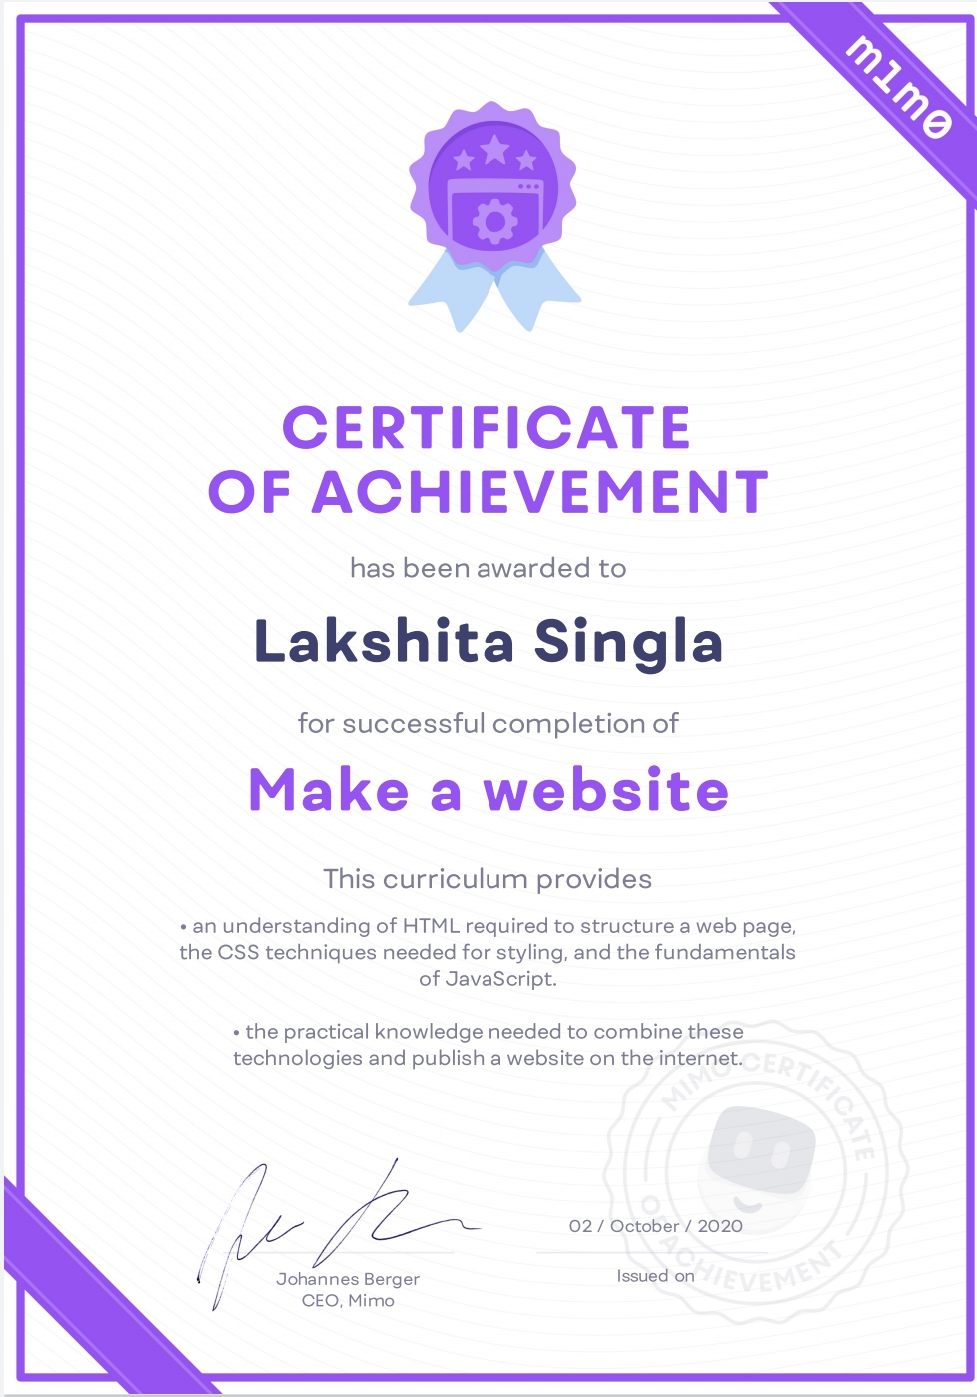 m1m0
CERTIFICATE
OF ACHIEVEMENT
has been awarded to
Lakshita Singla
for successful completion of
Make a website
This curriculum provides
• an understanding of HTML required to structure a web page,
the CSS techniques needed for styling, and the fundamentals
of JavaScript.
• the practical knowledge needed to combine these
technologies and publish a website on the internet.
MIMO CERTIFICATE
OF ACHIEVEMENT
02 / October / 2020
Johannes Berger
Issued on
CEO, Mimo